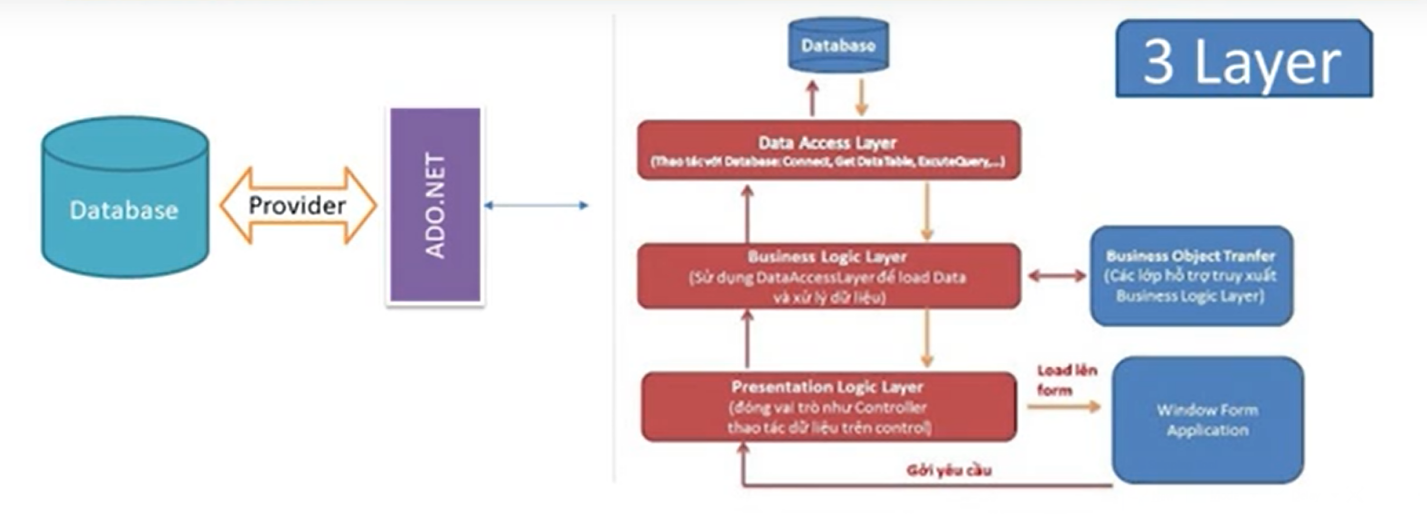 Database
Provider
ADO.NET
3 Layer
Database
Data Access Layer
(Thao tác với Database: Connect, Get DataTable, ExcuteQuery,...)
Business Logic Layer
(Sử dụng DataAccessLayer để load Data
và xử lý dữ liệu)
Business Object Tranfer
(Các lớp hỗ trợ truy xuất
Business Logic Layer)
Presentation Logic Layer
(đóng vai trò như Controller
thao tác dữ liệu trên control)
Load lên
form
Window Form
Application
Gởi yêu cầu